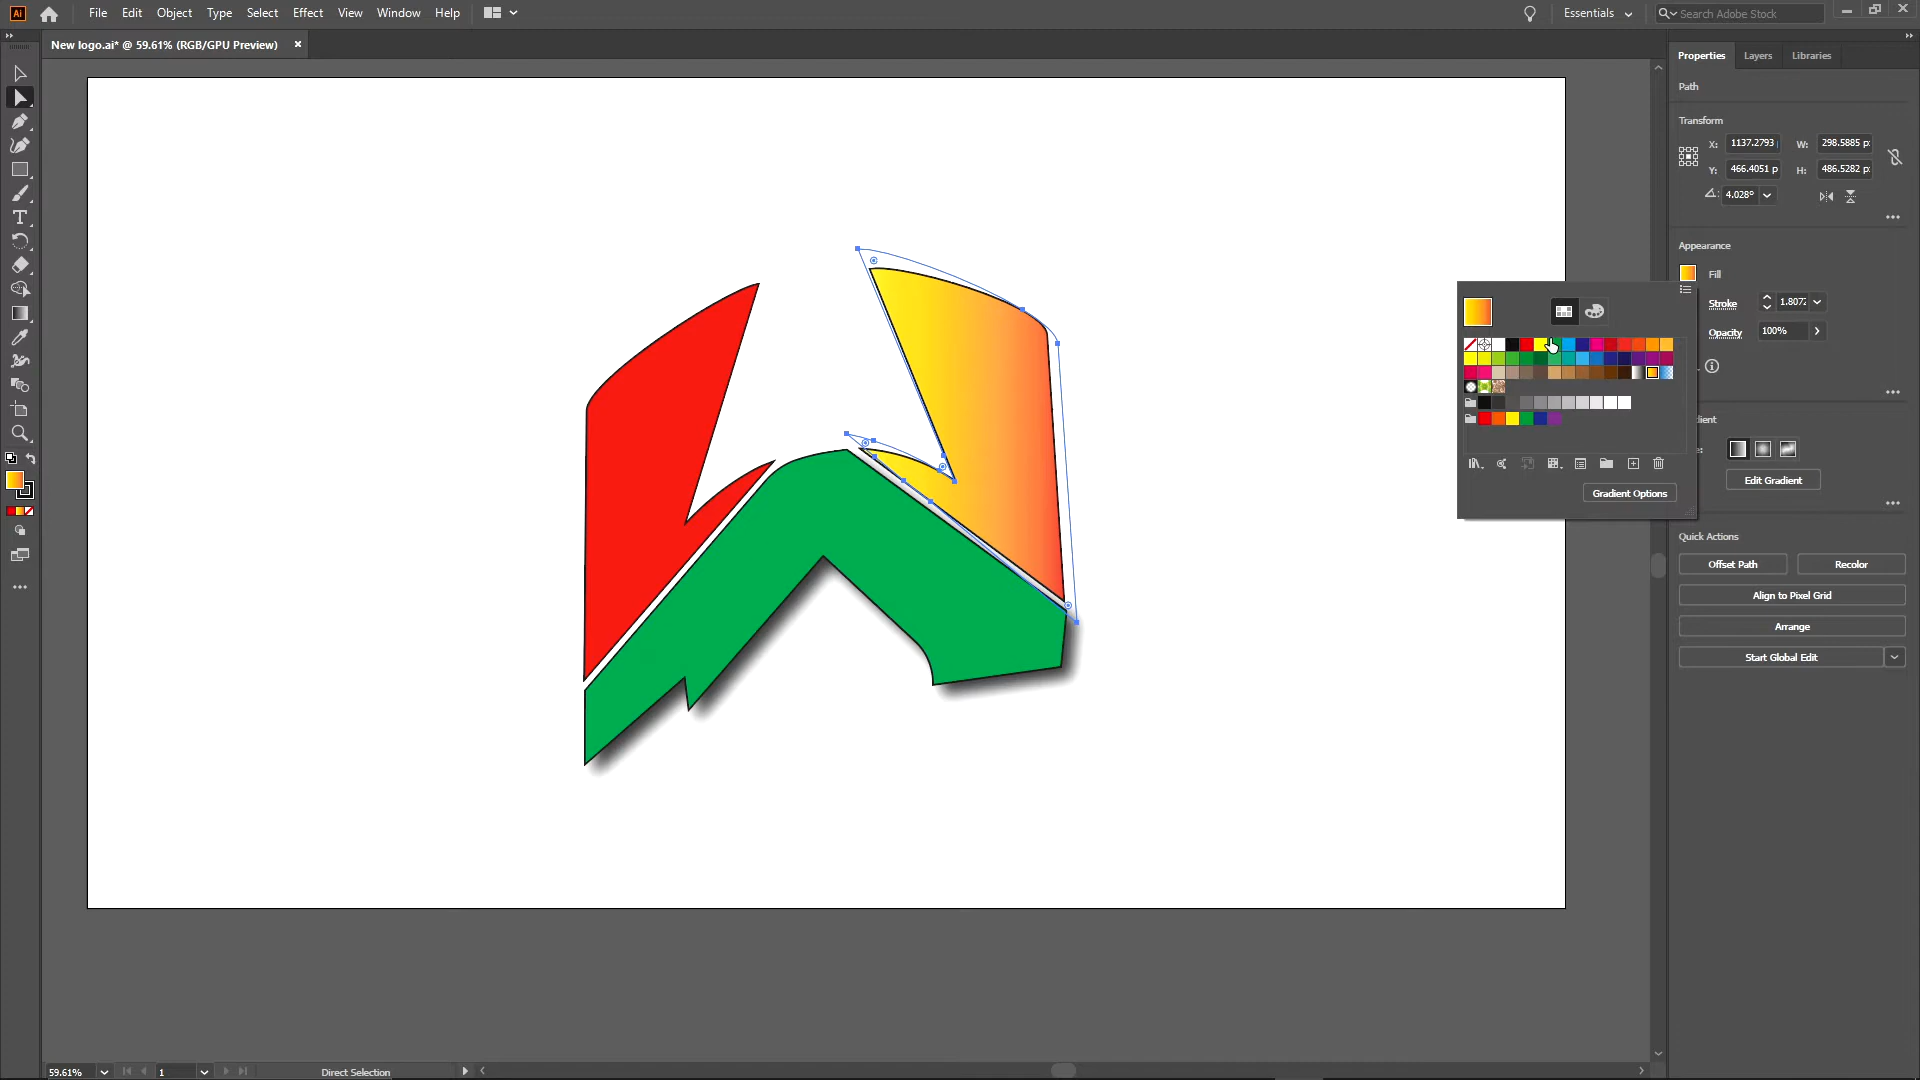 Ai File Edit Object Type Select Effect View Window Help Essentials Search Adobe Stock
New logo.ai* @ 59.61% (RGB/GPU Preview) ×
Properties Layers Libraries
Path
Transform
X: 1137.2793 W: 298.5885 p
Y: 466.4051 p H: 486.5282 p
4.028°
Appearance
Fill
Stroke 1.8072
Opacity 100%
Edit Gradient
Gradient Options
Quick Actions
Offset Path Recolor
Align to Pixel Grid
Arrange
Start Global Edit
59.61% 1 Direct Selection